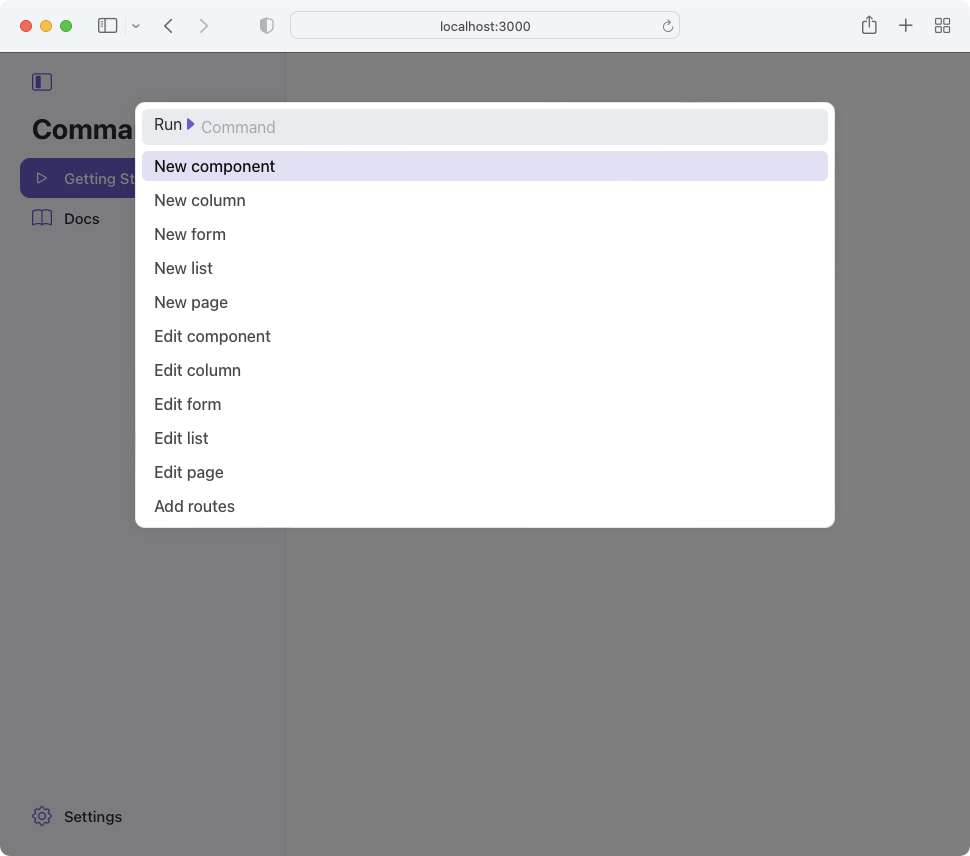 localhost:3000
Comma
Run Command
Getting St
New component
New column
Docs
New form
New list
New page
Edit component
Edit column
Edit form
Edit list
Edit page
Add routes
Settings